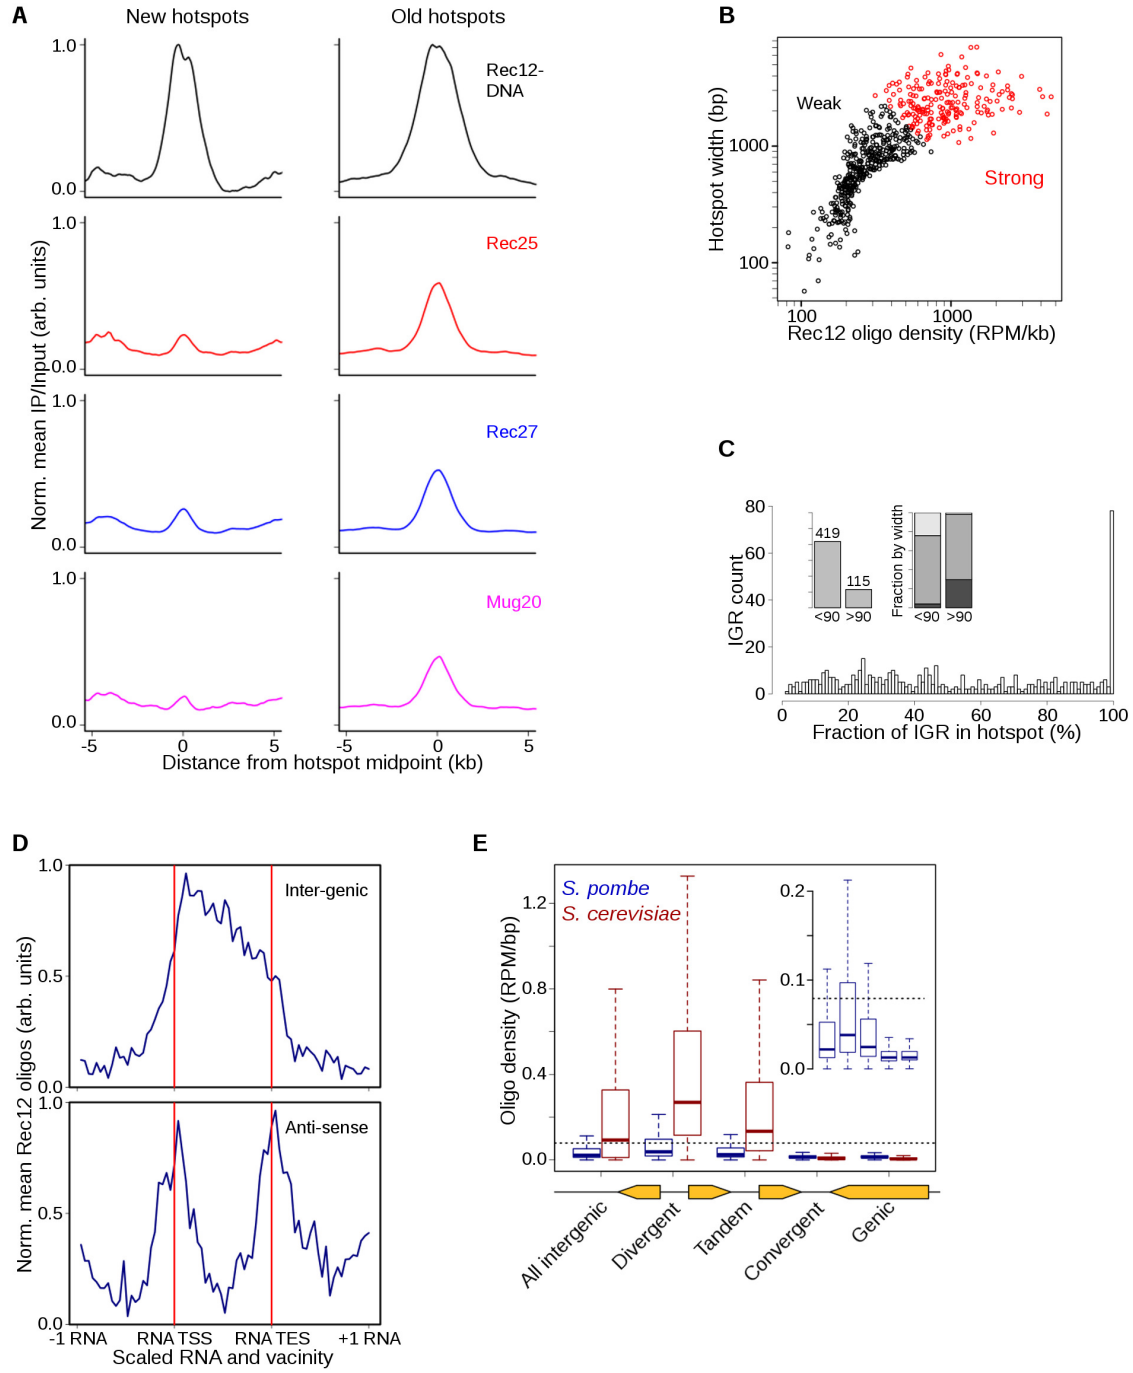 A
New hotspots
Old hotspots
Norm. mean IP/Input (arb. units)
1.0
0.0
Rec12-
DNA
1.0
0.0
Rec25
1.0
0.0
Rec27
1.0
0.0
Mug20
-5
0
5
-5
0
5
Distance from hotspot midpoint (kb)
B
Hotspot width (bp)
1000
100
Weak
Strong
100
1000
Rec12 oligo density (RPM/kb)
C
IGR count
80
60
40
20
0
419
115
<90 >90
Fraction by width
<90 >90
0
20
40
60
80
100
Fraction of IGR in hotspot (%)
D
Norm. mean Rec12 oligos (arb. units)
1.0
0.5
0.0
Inter-genic
1.0
0.5
0.0
Anti-sense
-1 RNA
RNA TSS
RNA TES
+1 RNA
Scaled RNA and vacinity
E
Oligo density (RPM/bp)
1.2
0.8
0.4
0.0
S. pombe
S. cerevisiae
0.2
0.1
0.0
All intergenic
Divergent
Tandem
Convergent
Genic